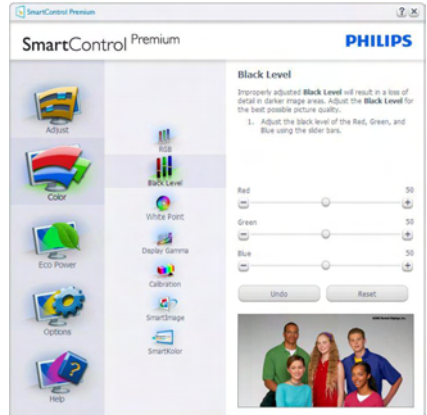 SmartControl Premium
SmartControl Premium
PHILIPS
Adjust
Color
Eco Power
Options
Help
RGB
Black Level
White Point
Display Gamma
Calibration
SmartImage
SmartKolor
Black Level
Improperly adjusted Black Level will result in a loss of
detail in darker image areas. Adjust the Black Level for
the best possible picture quality.
1. Adjust the black level of the Red, Green, and
Blue using the slider bars.
Red 50
Green 50
Blue 50
Undo Reset